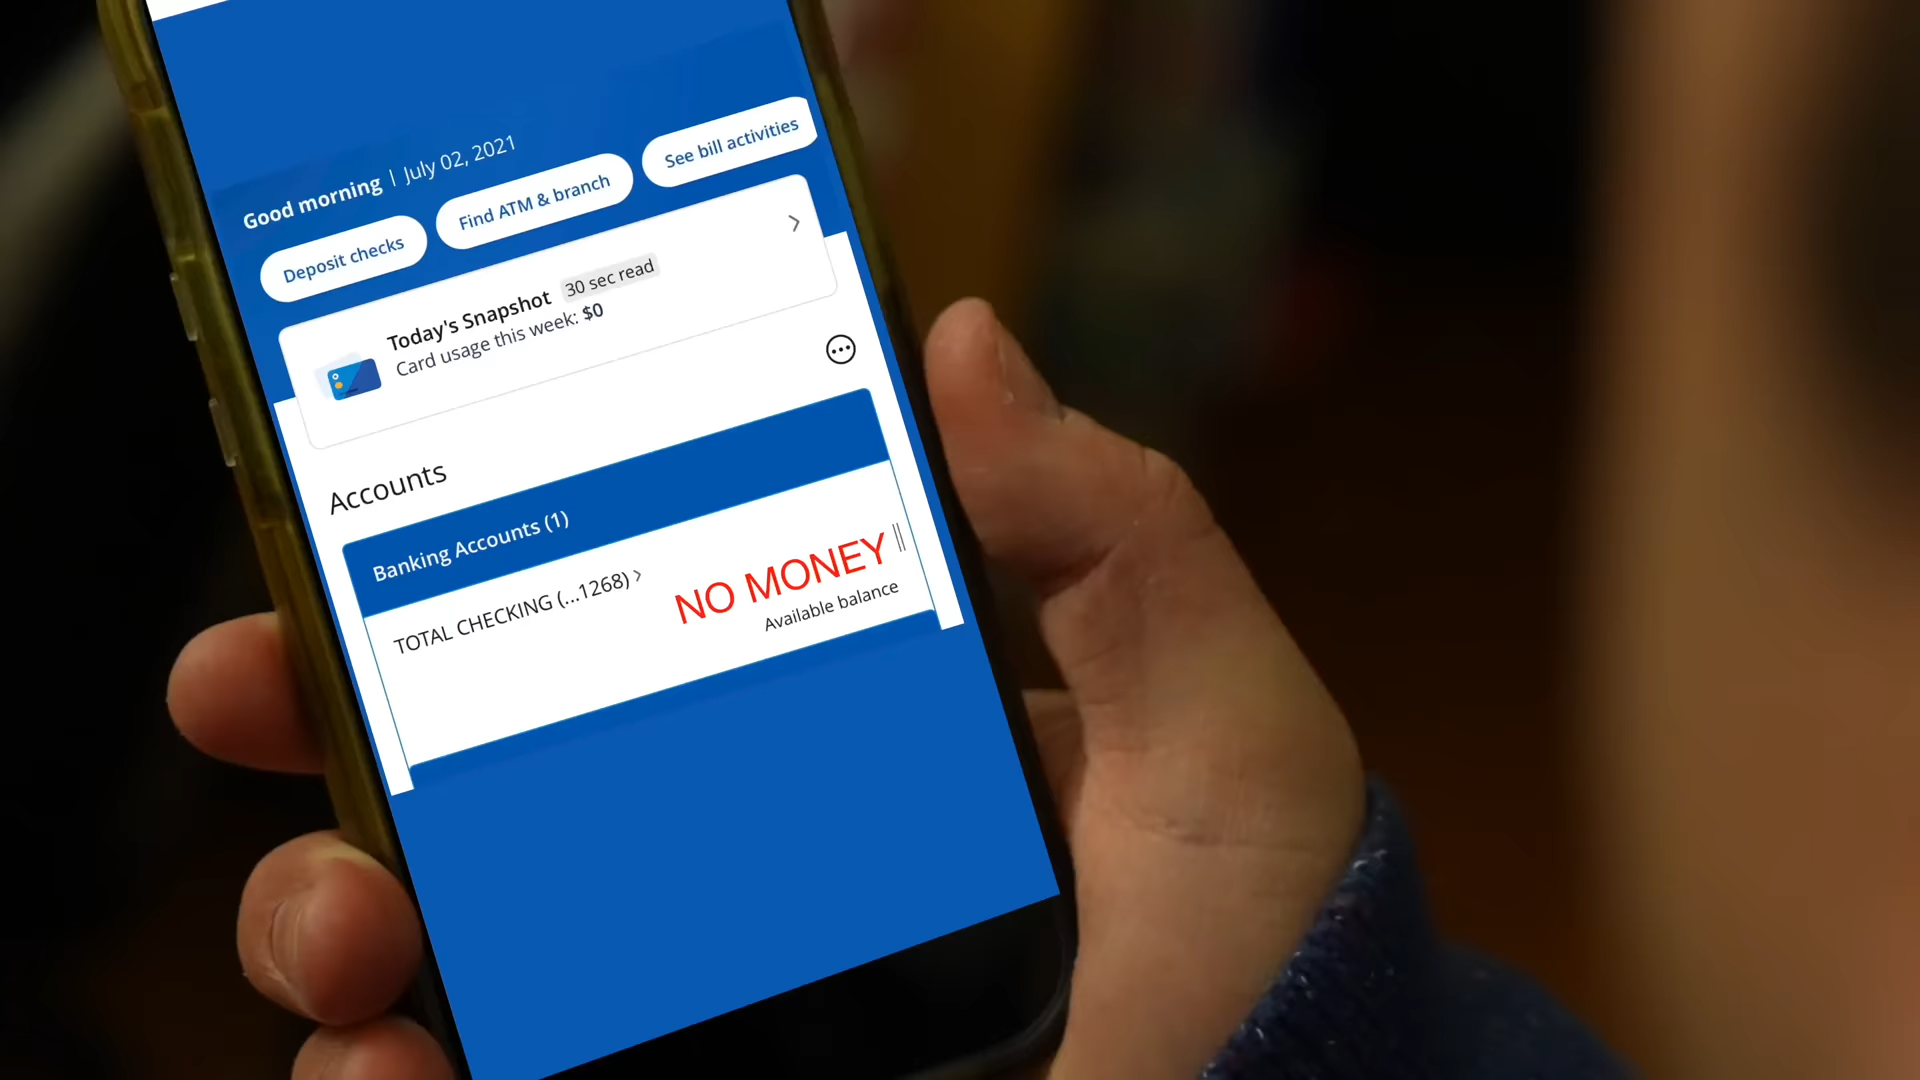 Good morning | July 02, 2021
Deposit checks
Find ATM & branch
See bill activities
Today's Snapshot 30 sec read
Card usage this week: $0
Accounts
Banking Accounts (1)
TOTAL CHECKING (...1268)
NO MONEY
Available balance